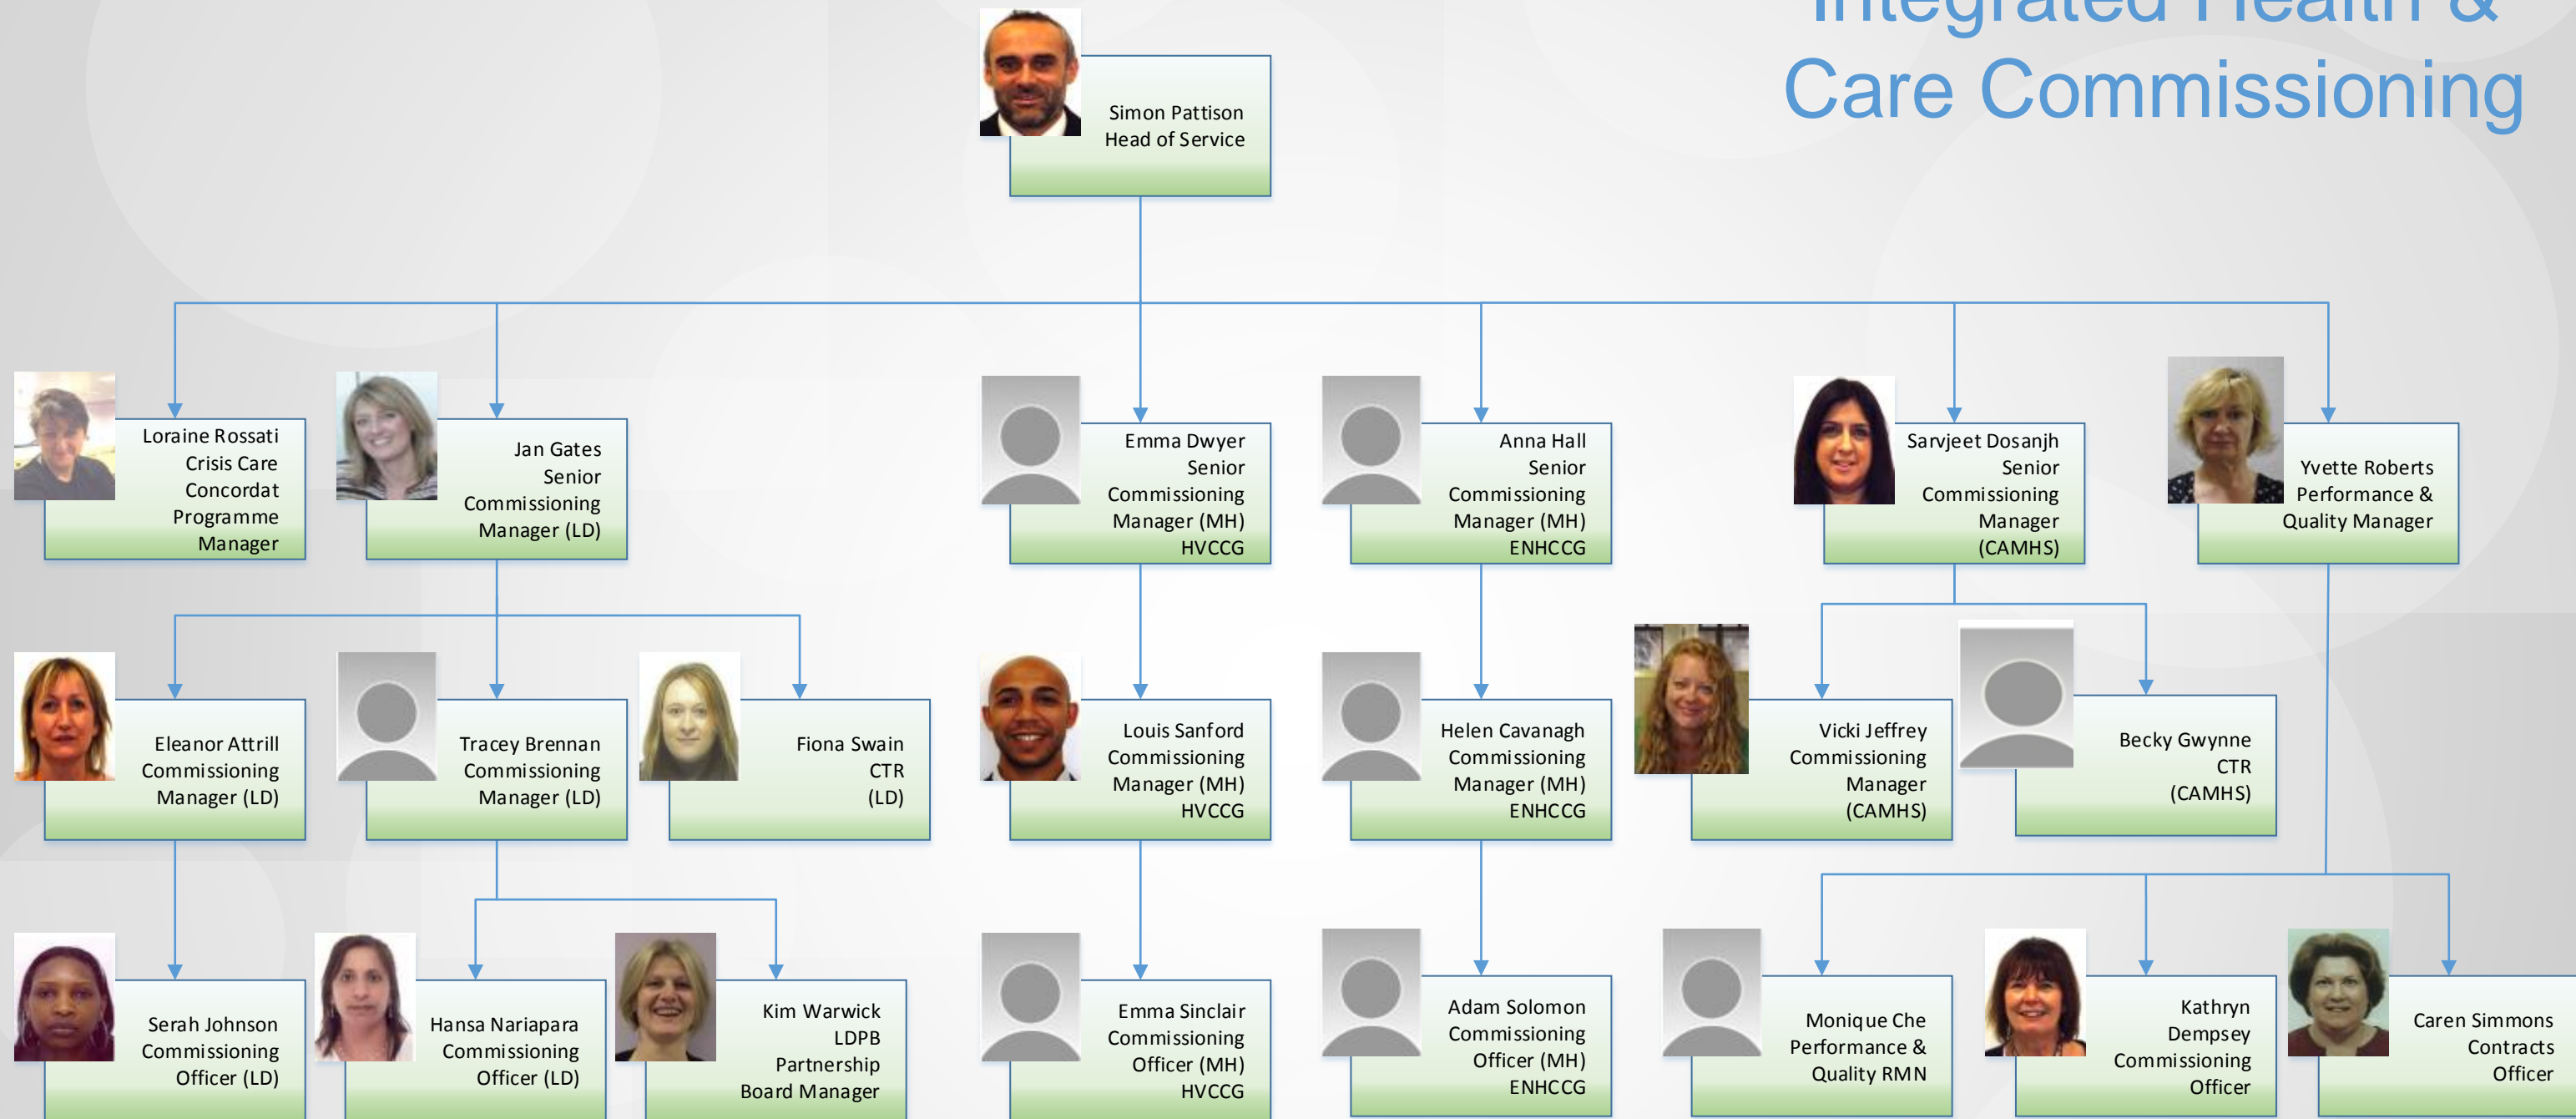 Integrated Health &
Care Commissioning
Simon Pattison
Head of Service
Loraine Rossati
Crisis Care
Concordat
Programme
Manager
Jan Gates
Senior
Commissioning
Manager (LD)
Emma Dwyer
Senior
Commissioning
Manager (MH)
HVCCG
Anna Hall
Senior
Commissioning
Manager (MH)
ENHCCG
Sarvjeet Dosanjh
Senior
Commissioning
Manager
(CAMHS)
Yvette Roberts
Performance &
Quality Manager
Eleanor Attrill
Commissioning
Manager (LD)
Tracey Brennan
Commissioning
Manager (LD)
Fiona Swain
CTR
(LD)
Louis Sanford
Commissioning
Manager (MH)
HVCCG
Helen Cavanagh
Commissioning
Manager (MH)
ENHCCG
Vicki Jeffrey
Commissioning
Manager
(CAMHS)
Becky Gwynne
CTR
(CAMHS)
Serah Johnson
Commissioning
Officer (LD)
Hansa Nariapara
Commissioning
Officer (LD)
Kim Warwick
LDPB
Partnership
Board Manager
Emma Sinclair
Commissioning
Officer (MH)
HVCCG
Adam Solomon
Commissioning
Officer (MH)
ENHCCG
Monique Che
Performance &
Quality RMN
Kathryn
Dempsey
Commissioning
Officer
Caren Simmons
Contracts
Officer